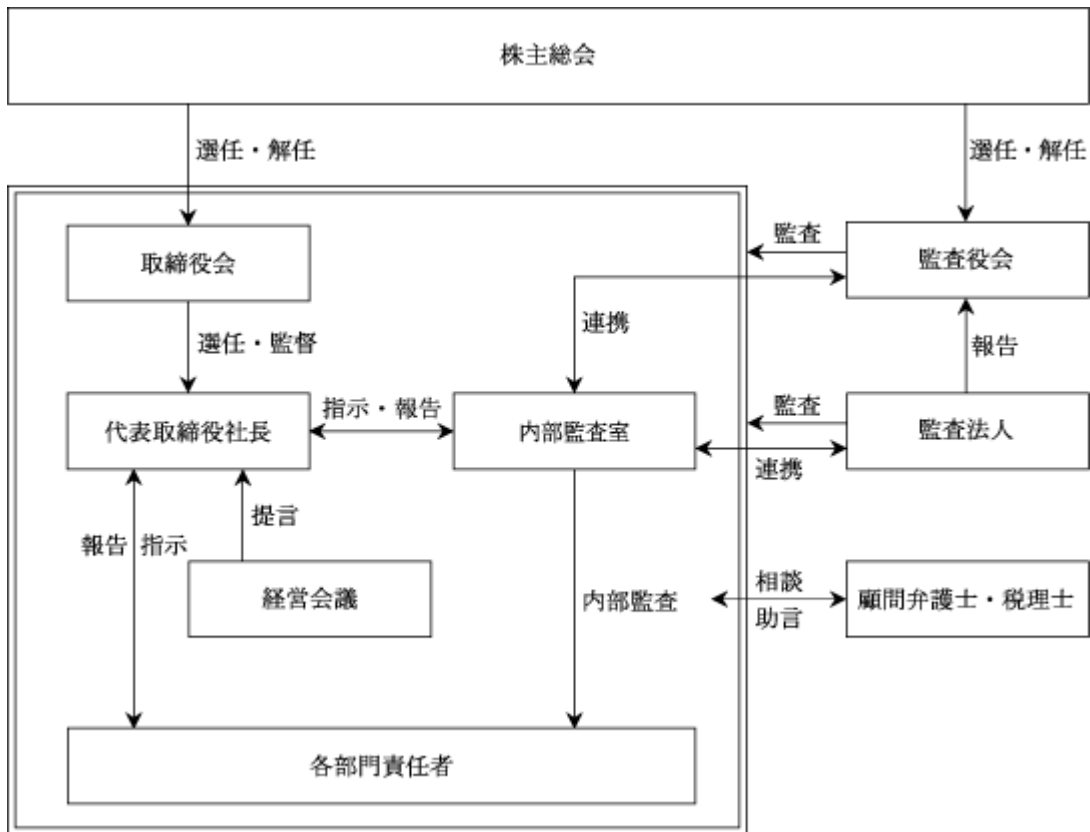 株主総会
選任・解任
選任・解任
取締役会
監査
監査役会
連携
選任・監督
報告
代表取締役社長
指示・報告
内部監査室
監査
監査法人
連携
提言
報告
指示
経営会議
内部監査
相談
助言
顧問弁護士・税理士
各部門責任者